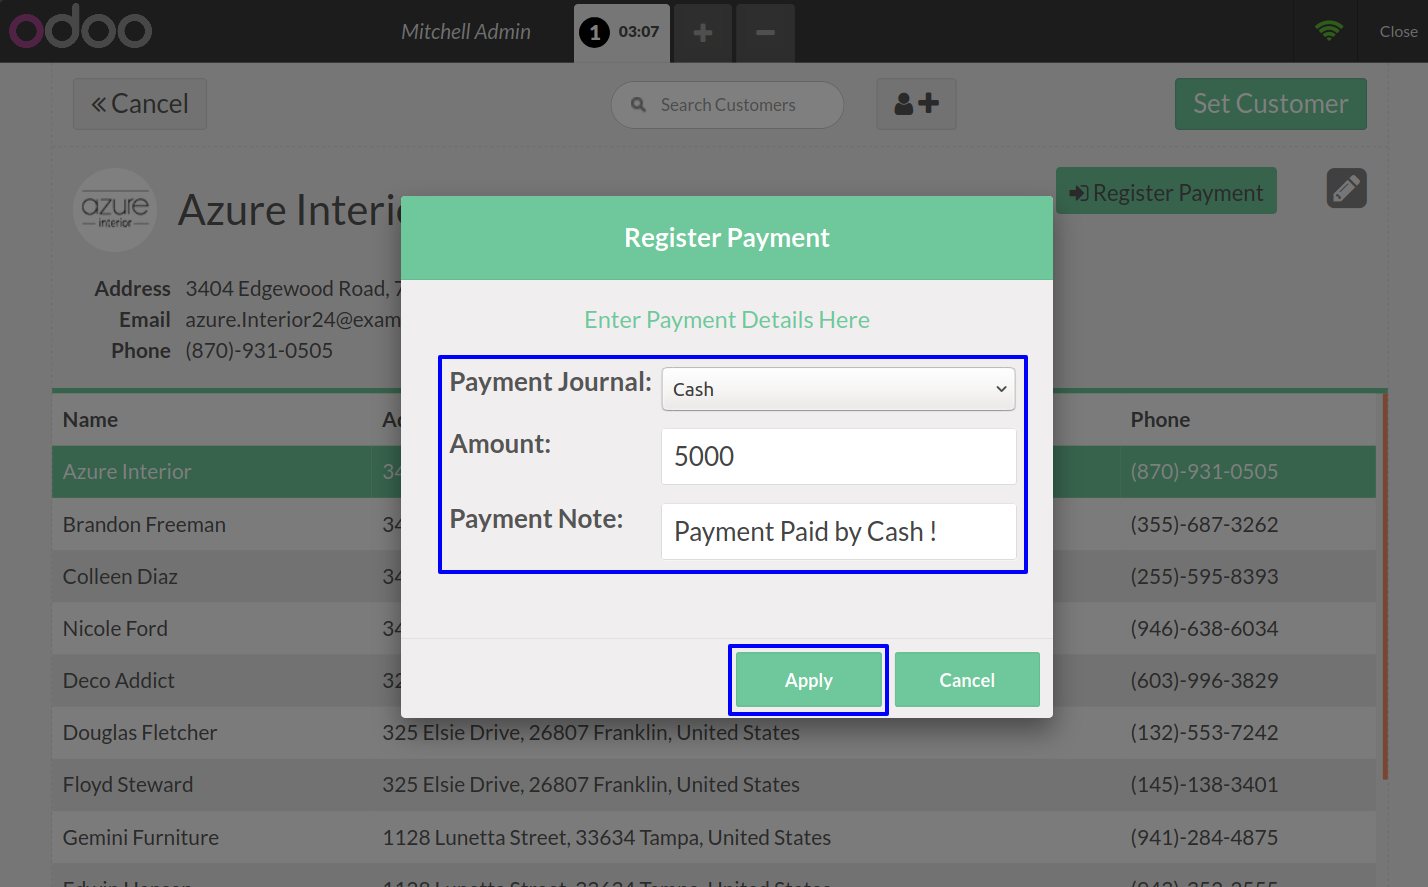 odoo
Mitchell Admin
1 03:07
Close
Cancel
Search Customers
Set Customer
azure
interior
Azure Interio
Register Payment
Register Payment
Address 3404 Edgewood Road,
Email azure.Interior24@exam
Phone (870)-931-0505
Enter Payment Details Here
Payment Journal: Cash
Amount: 5000
Payment Note: Payment Paid by Cash !
Apply
Cancel
Name Phone
Azure Interior 34 (870)-931-0505
Brandon Freeman 34 (355)-687-3262
Colleen Diaz 34 (255)-595-8393
Nicole Ford 34 (946)-638-6034
Deco Addict 32 (603)-996-3829
Douglas Fletcher 325 Elsie Drive, 26807 Franklin, United States (132)-553-7242
Floyd Steward 325 Elsie Drive, 26807 Franklin, United States (145)-138-3401
Gemini Furniture 1128 Lunetta Street, 33634 Tampa, United States (941)-284-4875